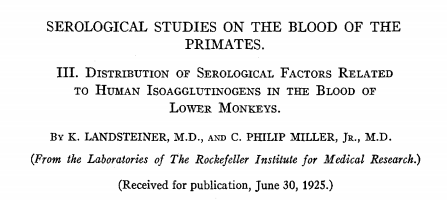 SEROLOGICAL STUDIES ON THE BLOOD OF THE
PRIMATES.
III. DISTRIBUTION OF SEROLOGICAL FACTORS RELATED
TO HUMAN ISOAGGLUTINOGENS IN THE BLOOD OF
LOWER MONKEYS.
BY K. LANDSTEINER, M.D., AND C. PHILIP MILLER, JR., M.D.
(From the Laboratories of The Rockefeller Institute for Medical Research.)
(Received for publication, June 30, 1925.)